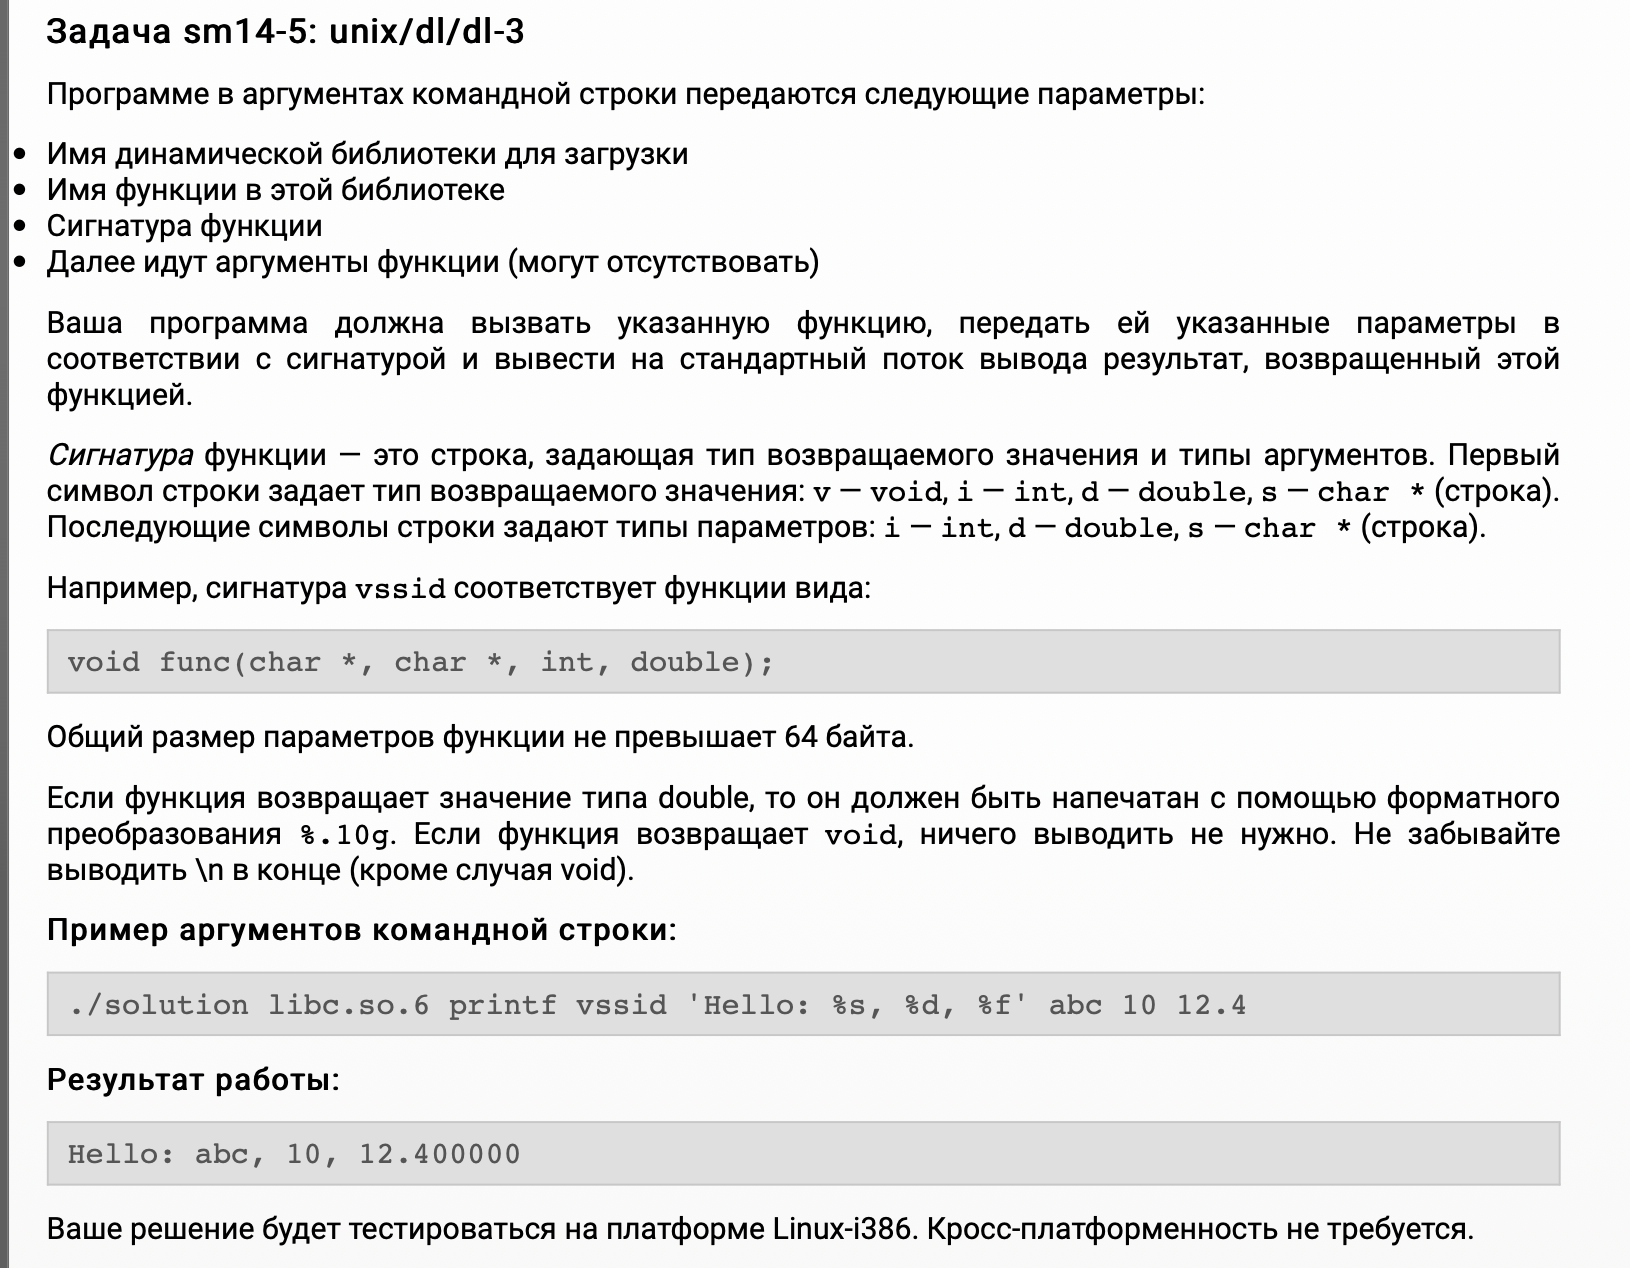 Задача sm14-5: unix/dl/dl-3
Программе в аргументах командной строки передаются следующие параметры:
• Имя динамической библиотеки для загрузки
• Имя функции в этой библиотеке
• Сигнатура функции
• Далее идут аргументы функции (могут отсутствовать)
Ваша программа должна вызвать указанную функцию, передать ей указанные параметры в
соответствии с сигнатурой и вывести на стандартный поток вывода результат, возвращенный этой
функцией.
Сигнатура функции — это строка, задающая тип возвращаемого значения и типы аргументов. Первый
символ строки задает тип возвращаемого значения: v — void, i — int, d — double, s — char * (строка).
Последующие символы строки задают типы параметров: i — int, d — double, s — char * (строка).
Например, сигнатура vssid соответствует функции вида:
void func(char *, char *, int, double);
Общий размер параметров функции не превышает 64 байта.
Если функция возвращает значение типа double, то он должен быть напечатан с помощью форматного
преобразования %.10g. Если функция возвращает void, ничего выводить не нужно. Не забывайте
выводить \n в конце (кроме случая void).
Пример аргументов командной строки:
./solution libc.so.6 printf vssid 'Hello: %s, %d, %f' abc 10 12.4
Результат работы:
Hello: abc, 10, 12.400000
Ваше решение будет тестироваться на платформе Linux-i386. Кросс-платформенность не требуется.